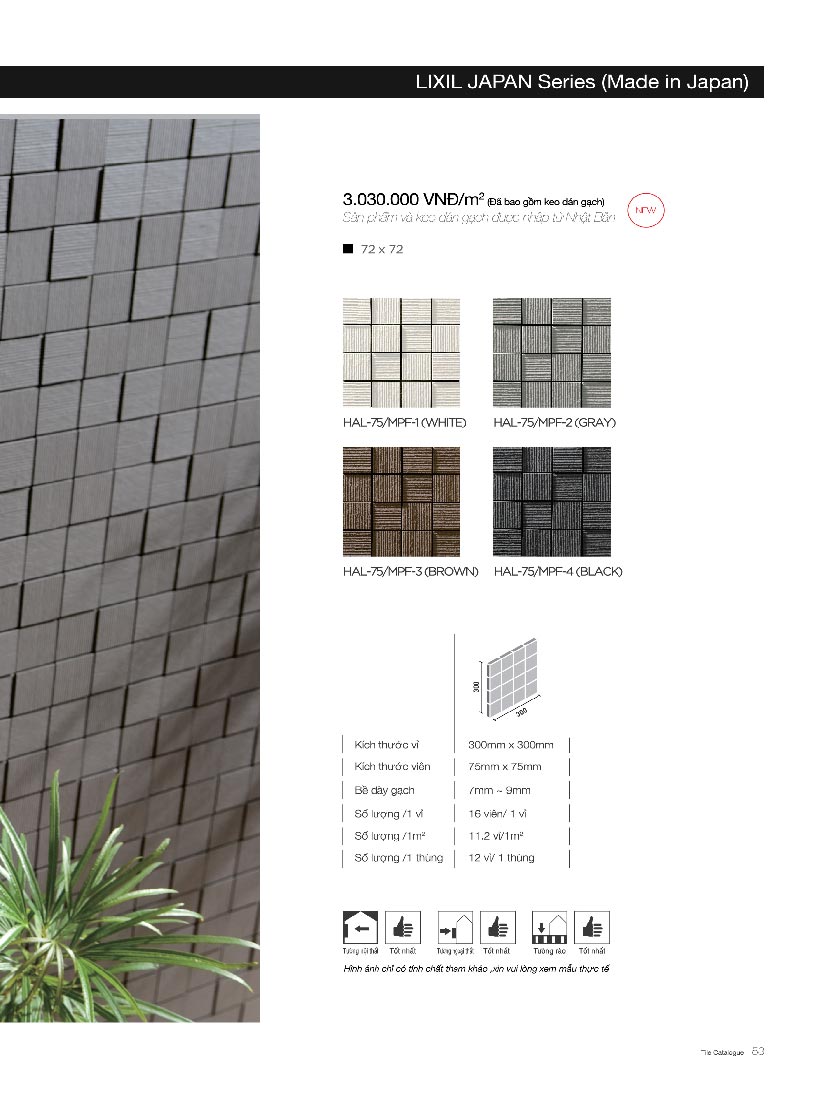 LIXIL JAPAN Series (Made in Japan)
3.030.000 VNĐ/m² (Đã bao gồm keo dán gạch)
Sản phẩm và keo dán gạch được nhập từ Nhật Bản
NEW
72 x 72
HAL-75/MPF-1 (WHITE)
HAL-75/MPF-2 (GRAY)
HAL-75/MPF-3 (BROWN)
HAL-75/MPF-4 (BLACK)
300
300
Kích thước vỉ 300mm x 300mm
Kích thước viên 75mm x 75mm
Bề dày gạch 7mm ~ 9mm
Số lượng /1 vỉ 16 viên/ 1 vỉ
Số lượng /1m² 11.2 vỉ/1m²
Số lượng /1 thùng 12 vỉ/ 1 thùng
Tường nội thất Tốt nhất Tường ngoại thất Tốt nhất Tường rào Tốt nhất
Hình ảnh chỉ có tính chất tham khảo ,xin vui lòng xem mẫu thực tế
Tile Catalogue 53